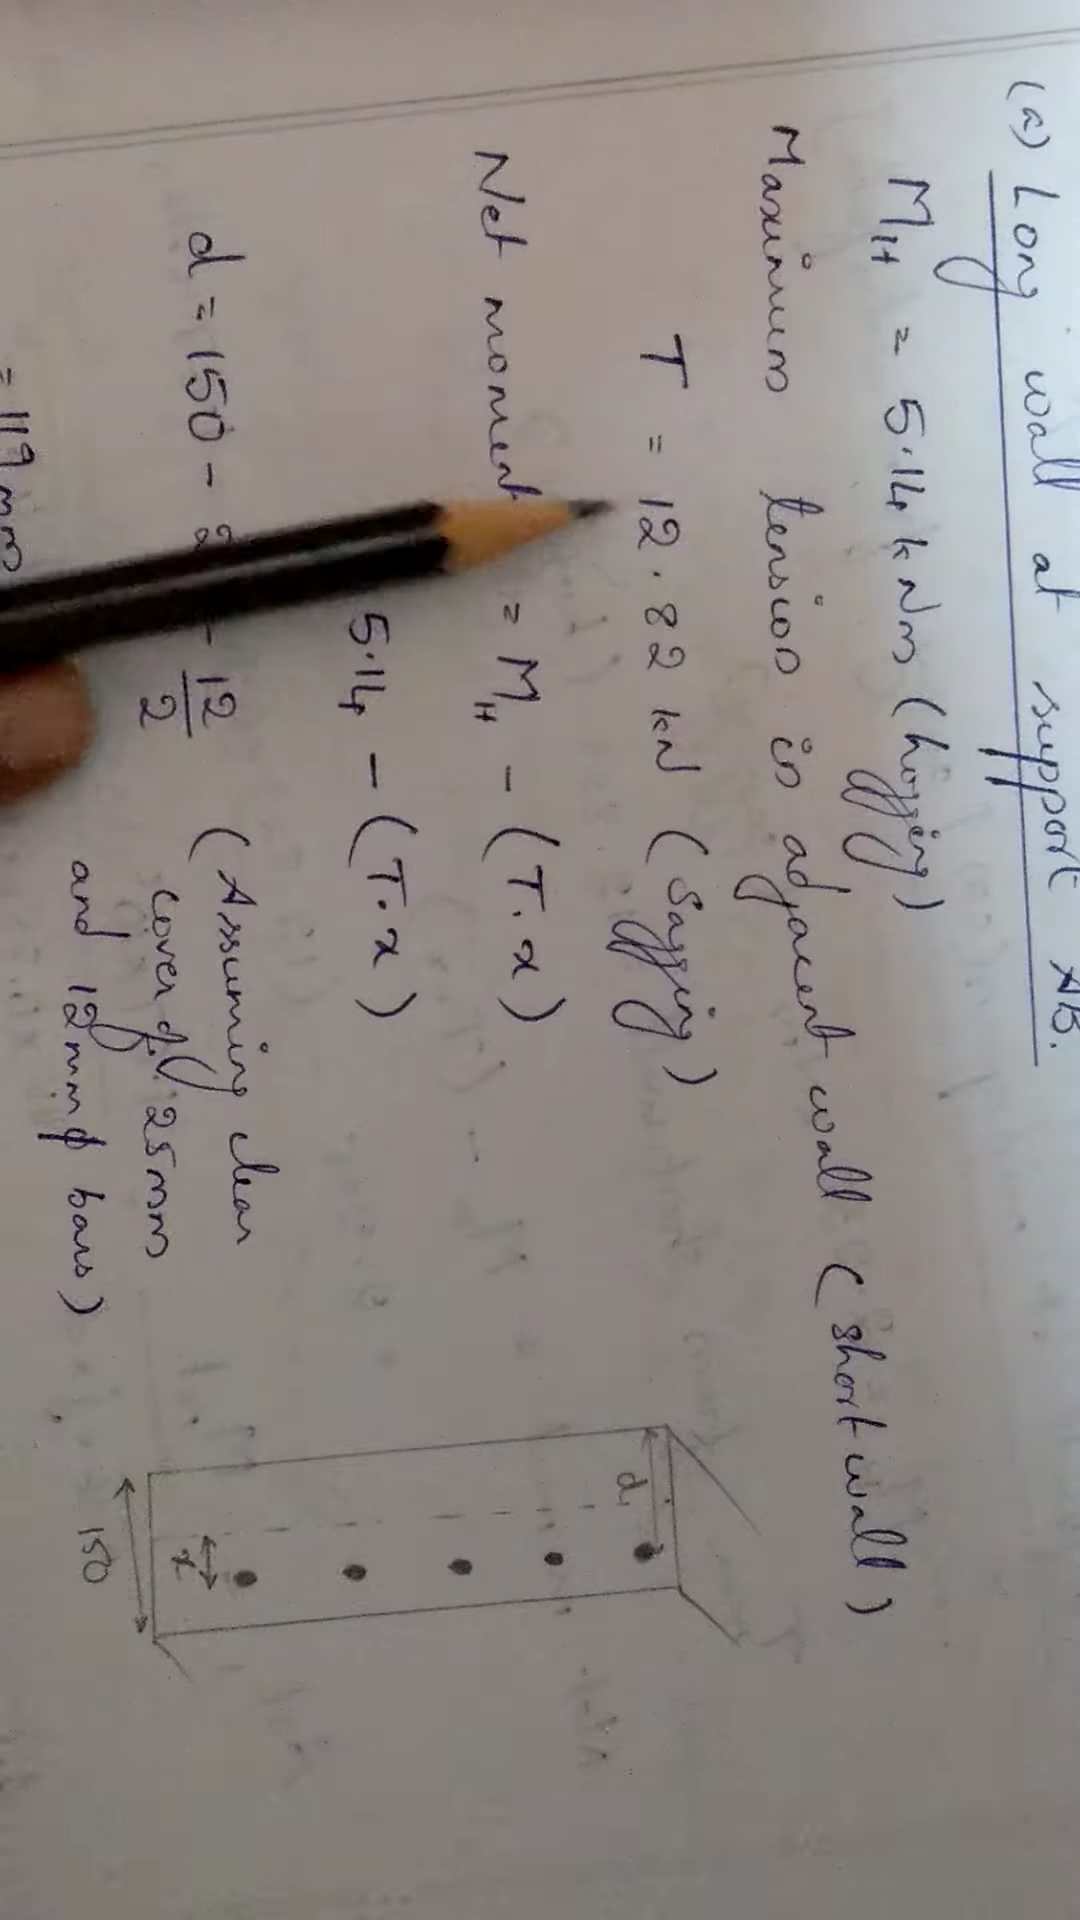 (a) Long wall at support AB.
MH = 5.14 kNm (hogging)
Maximum tension in adjacent wall (short wall)
T = 12.82 kN (Sagging)
Net moment = MH - (T.x)
5.14 - (T.x)
d = 150 - 2 - 12/2 (Assuming clear
cover of 25mm
and 12mm φ bars)
= 119mm
d
x
150